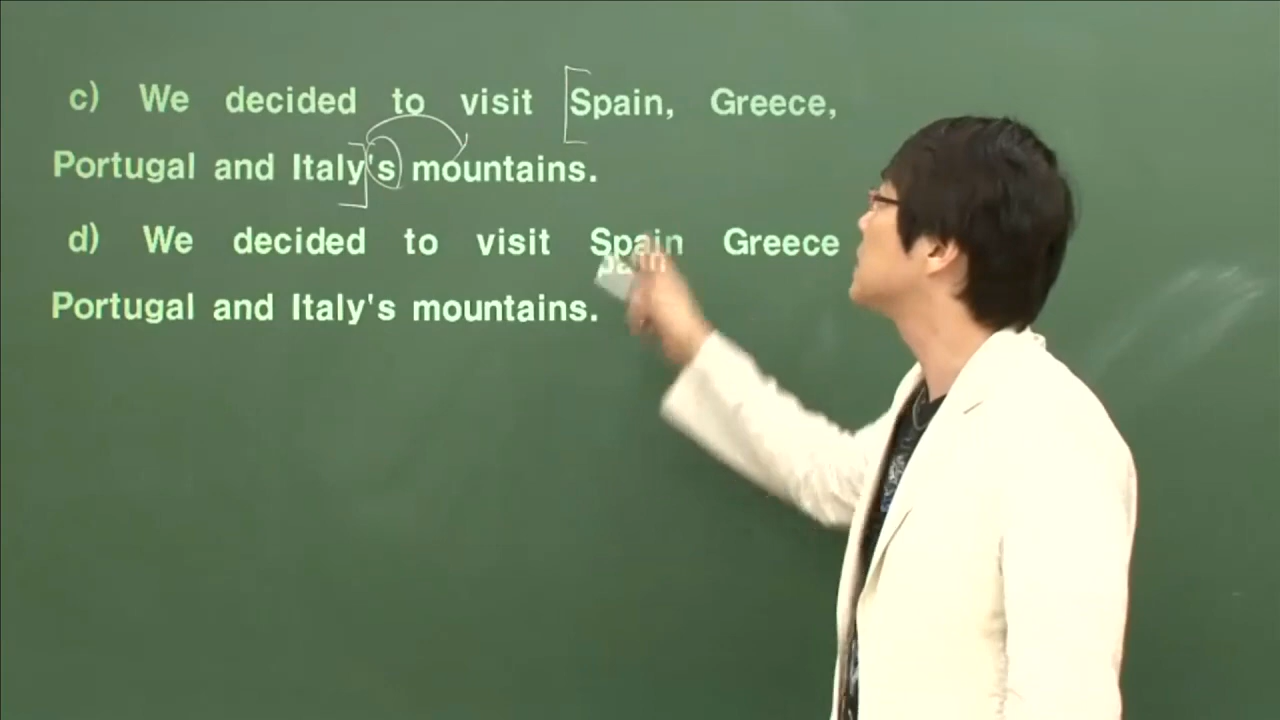 c) We decided to visit Spain, Greece,
Portugal and Italy's mountains.
d) We decided to visit Spain Greece
Portugal and Italy's mountains.